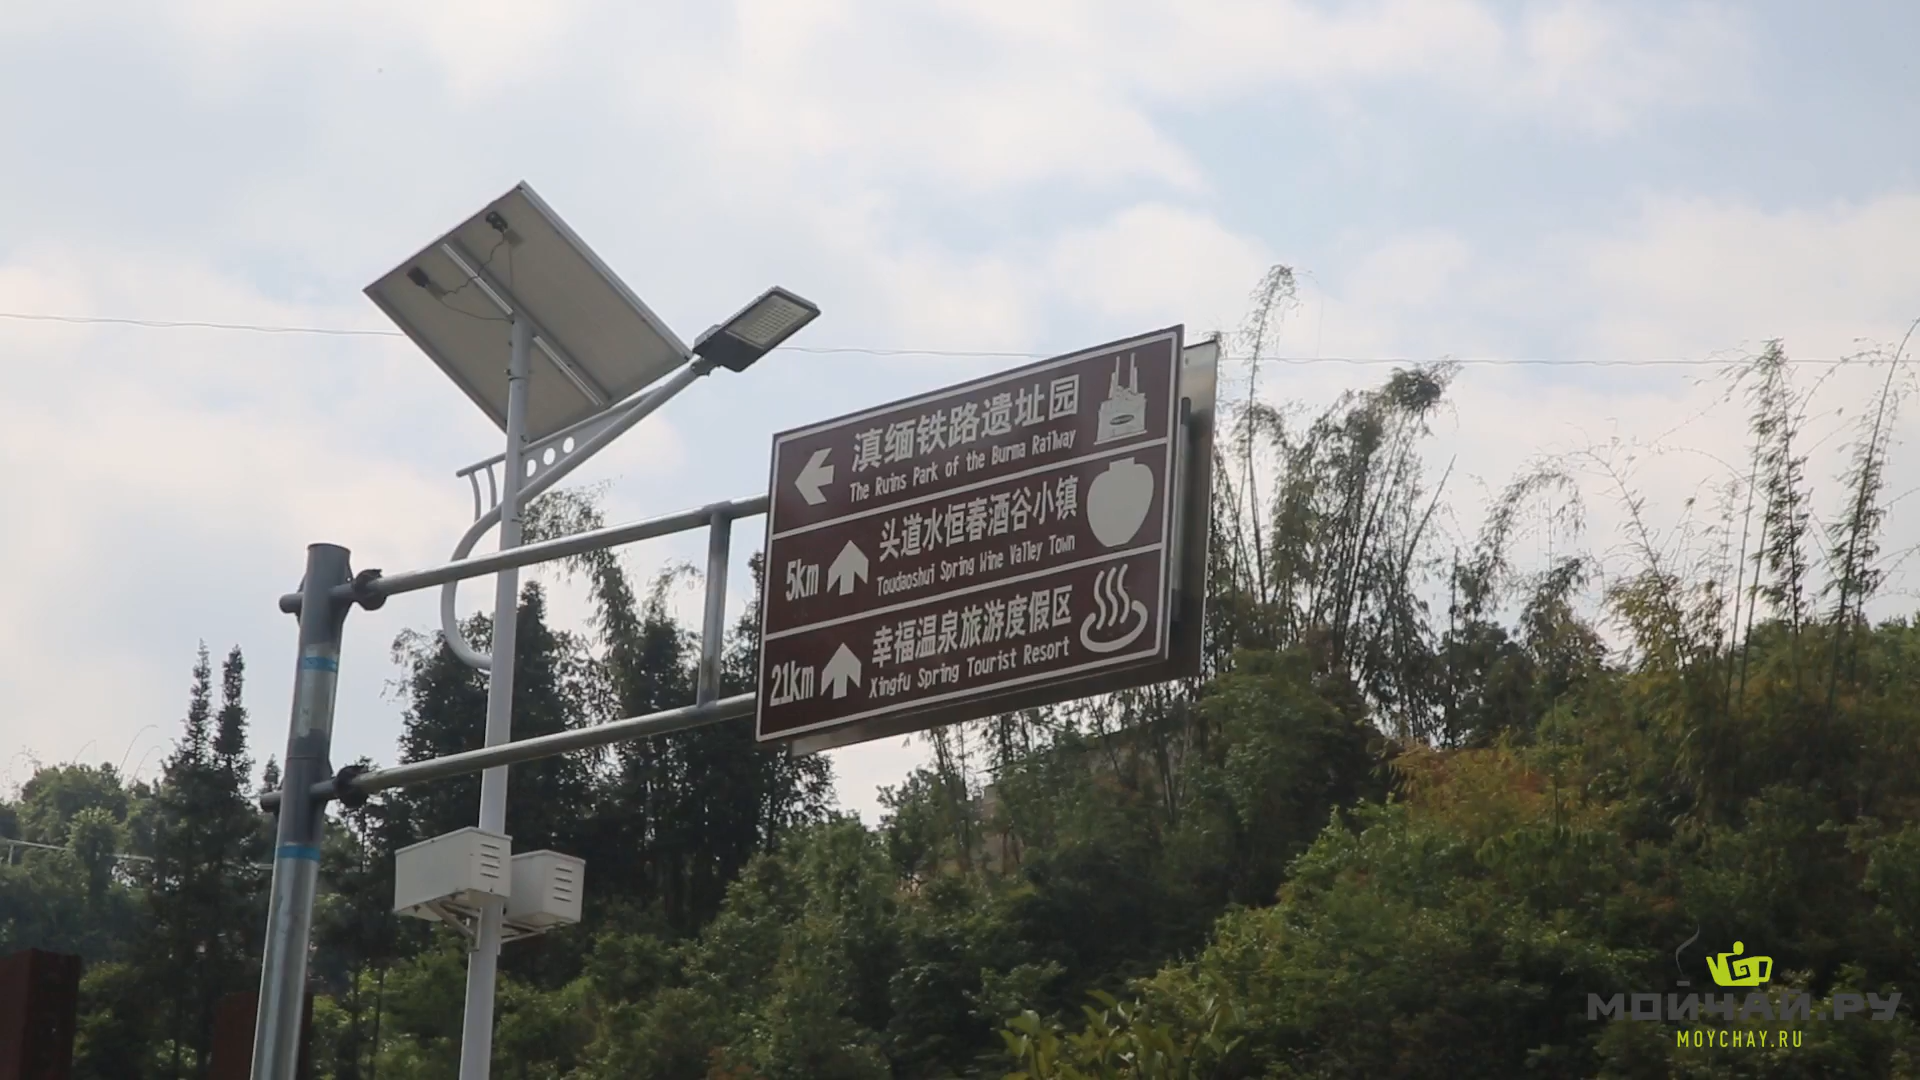 滇缅铁路遗址园
The Ruins Park of the Burma Railway
头道水恒春酒谷小镇
5km
Toudaoshui Spring Wine Valley Town
幸福温泉旅游度假区
21km
Xingfu Spring Tourist Resort
МОЙЧАЙ.РУ
MOYCHAY.RU